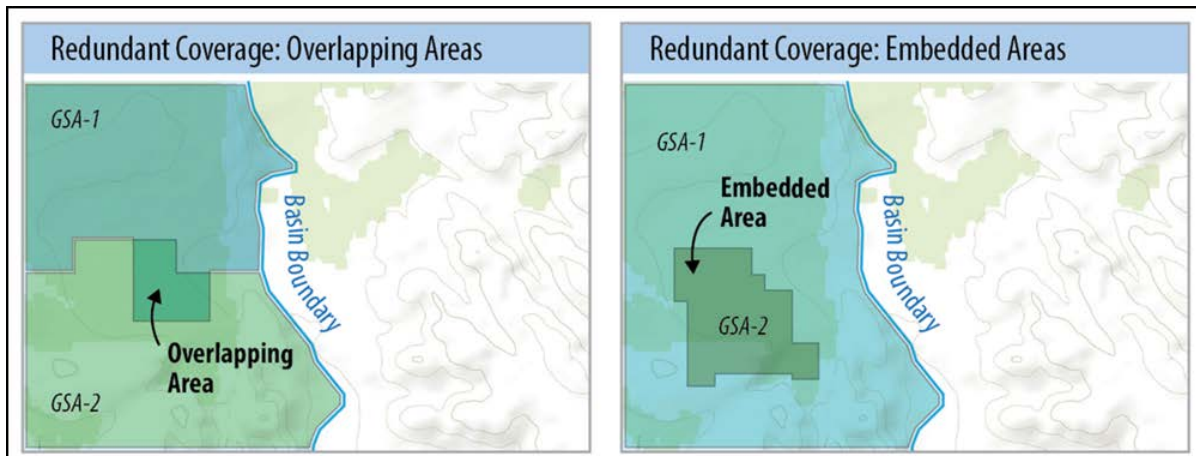 Redundant Coverage: Overlapping Areas
GSA-1
Basin Boundary
Overlapping
Area
GSA-2
Redundant Coverage: Embedded Areas
GSA-1
Embedded
Area
Basin Boundary
GSA-2